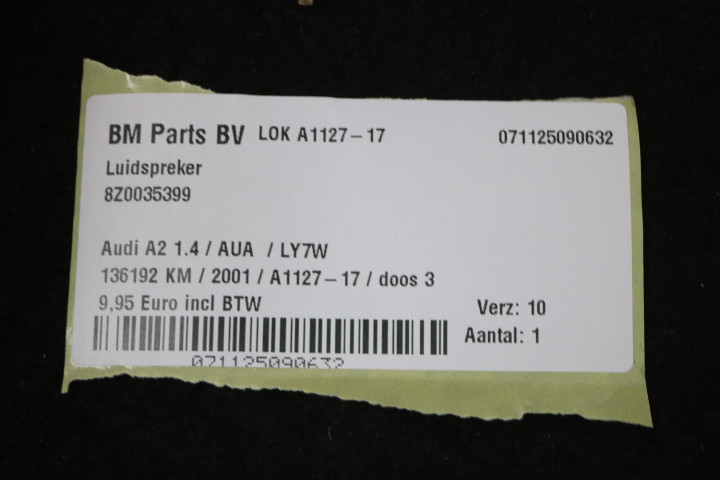 BM Parts BV LOK A1127-17 071125090632
Luidspreker
8Z0035399
Audi A2 1.4 / AUA / LY7W
136192 KM / 2001 / A1127-17 / doos 3
9,95 Euro incl BTW Verz: 10
Aantal: 1
071125090632